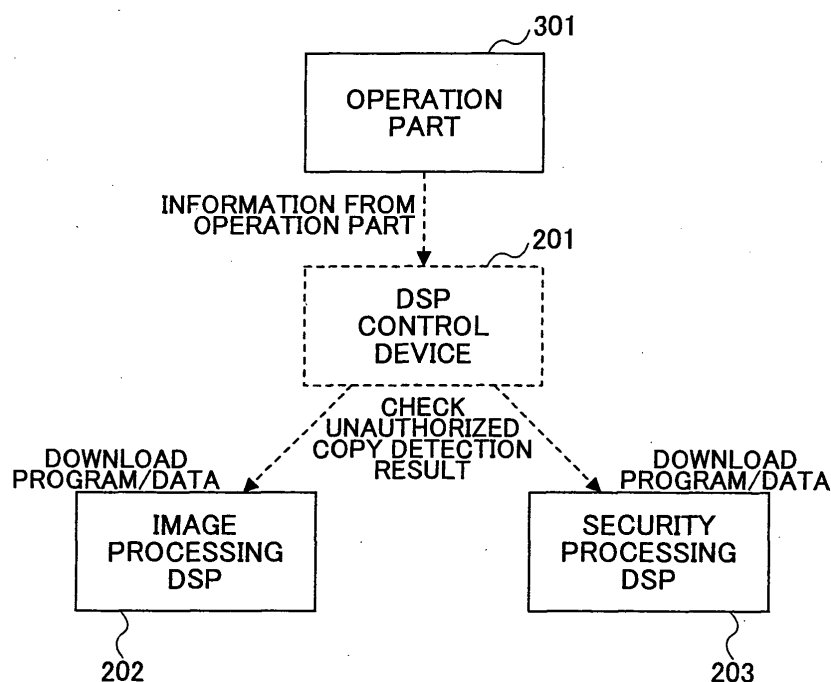 301
OPERATION
PART
INFORMATION FROM
OPERATION PART
201
DSP
CONTROL
DEVICE
CHECK
UNAUTHORIZED
COPY DETECTION
RESULT
DOWNLOAD
PROGRAM/DATA
DOWNLOAD
PROGRAM/DATA
IMAGE
PROCESSING
DSP
SECURITY
PROCESSING
DSP
202
203